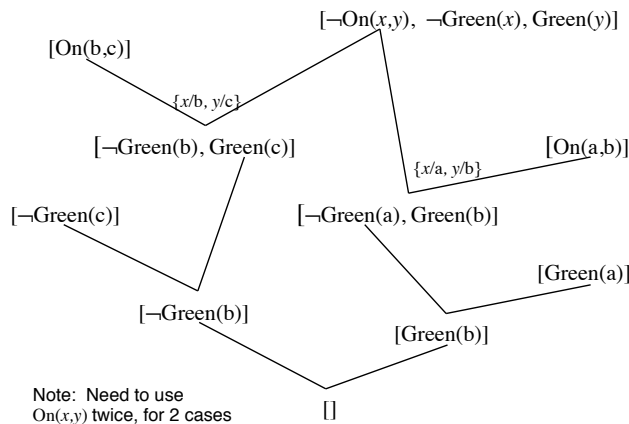 [¬On(x,y), ¬Green(x), Green(y)]
[On(b,c)]
{x/b, y/c}
[¬Green(b), Green(c)]
[On(a,b)]
{x/a, y/b}
[¬Green(c)]
[¬Green(a), Green(b)]
[Green(a)]
[¬Green(b)]
[Green(b)]
Note: Need to use
On(x,y) twice, for 2 cases
[]